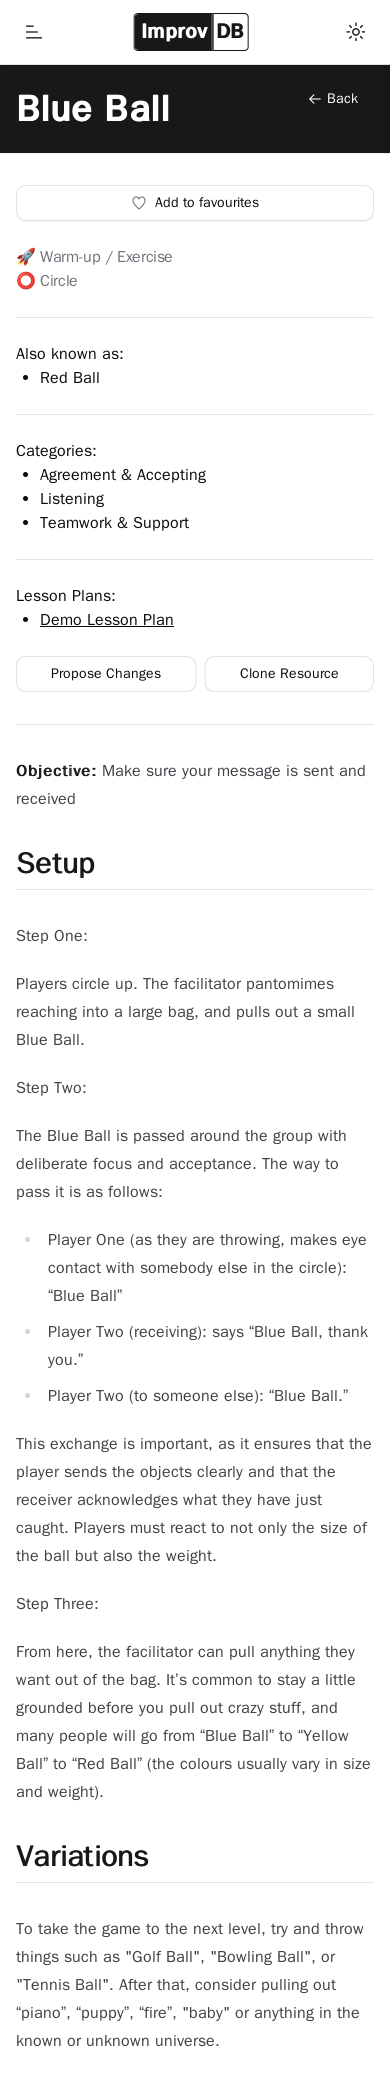 Improv DB
Blue Ball
← Back
Add to favourites
🚀 Warm-up / Exercise
⭕ Circle
Also known as:
• Red Ball
Categories:
• Agreement & Accepting
• Listening
• Teamwork & Support
Lesson Plans:
• Demo Lesson Plan
Propose Changes
Clone Resource
Objective: Make sure your message is sent and
received
Setup
Step One:
Players circle up. The facilitator pantomimes
reaching into a large bag, and pulls out a small
Blue Ball.
Step Two:
The Blue Ball is passed around the group with
deliberate focus and acceptance. The way to
pass it is as follows:
• Player One (as they are throwing, makes eye
contact with somebody else in the circle):
“Blue Ball”
• Player Two (receiving): says “Blue Ball, thank
you.”
• Player Two (to someone else): “Blue Ball.”
This exchange is important, as it ensures that the
player sends the objects clearly and that the
receiver acknowledges what they have just
caught. Players must react to not only the size of
the ball but also the weight.
Step Three:
From here, the facilitator can pull anything they
want out of the bag. It’s common to stay a little
grounded before you pull out crazy stuff, and
many people will go from “Blue Ball” to “Yellow
Ball” to “Red Ball” (the colours usually vary in size
and weight).
Variations
To take the game to the next level, try and throw
things such as "Golf Ball", "Bowling Ball", or
"Tennis Ball". After that, consider pulling out
“piano”, “puppy”, “fire”, "baby" or anything in the
known or unknown universe.